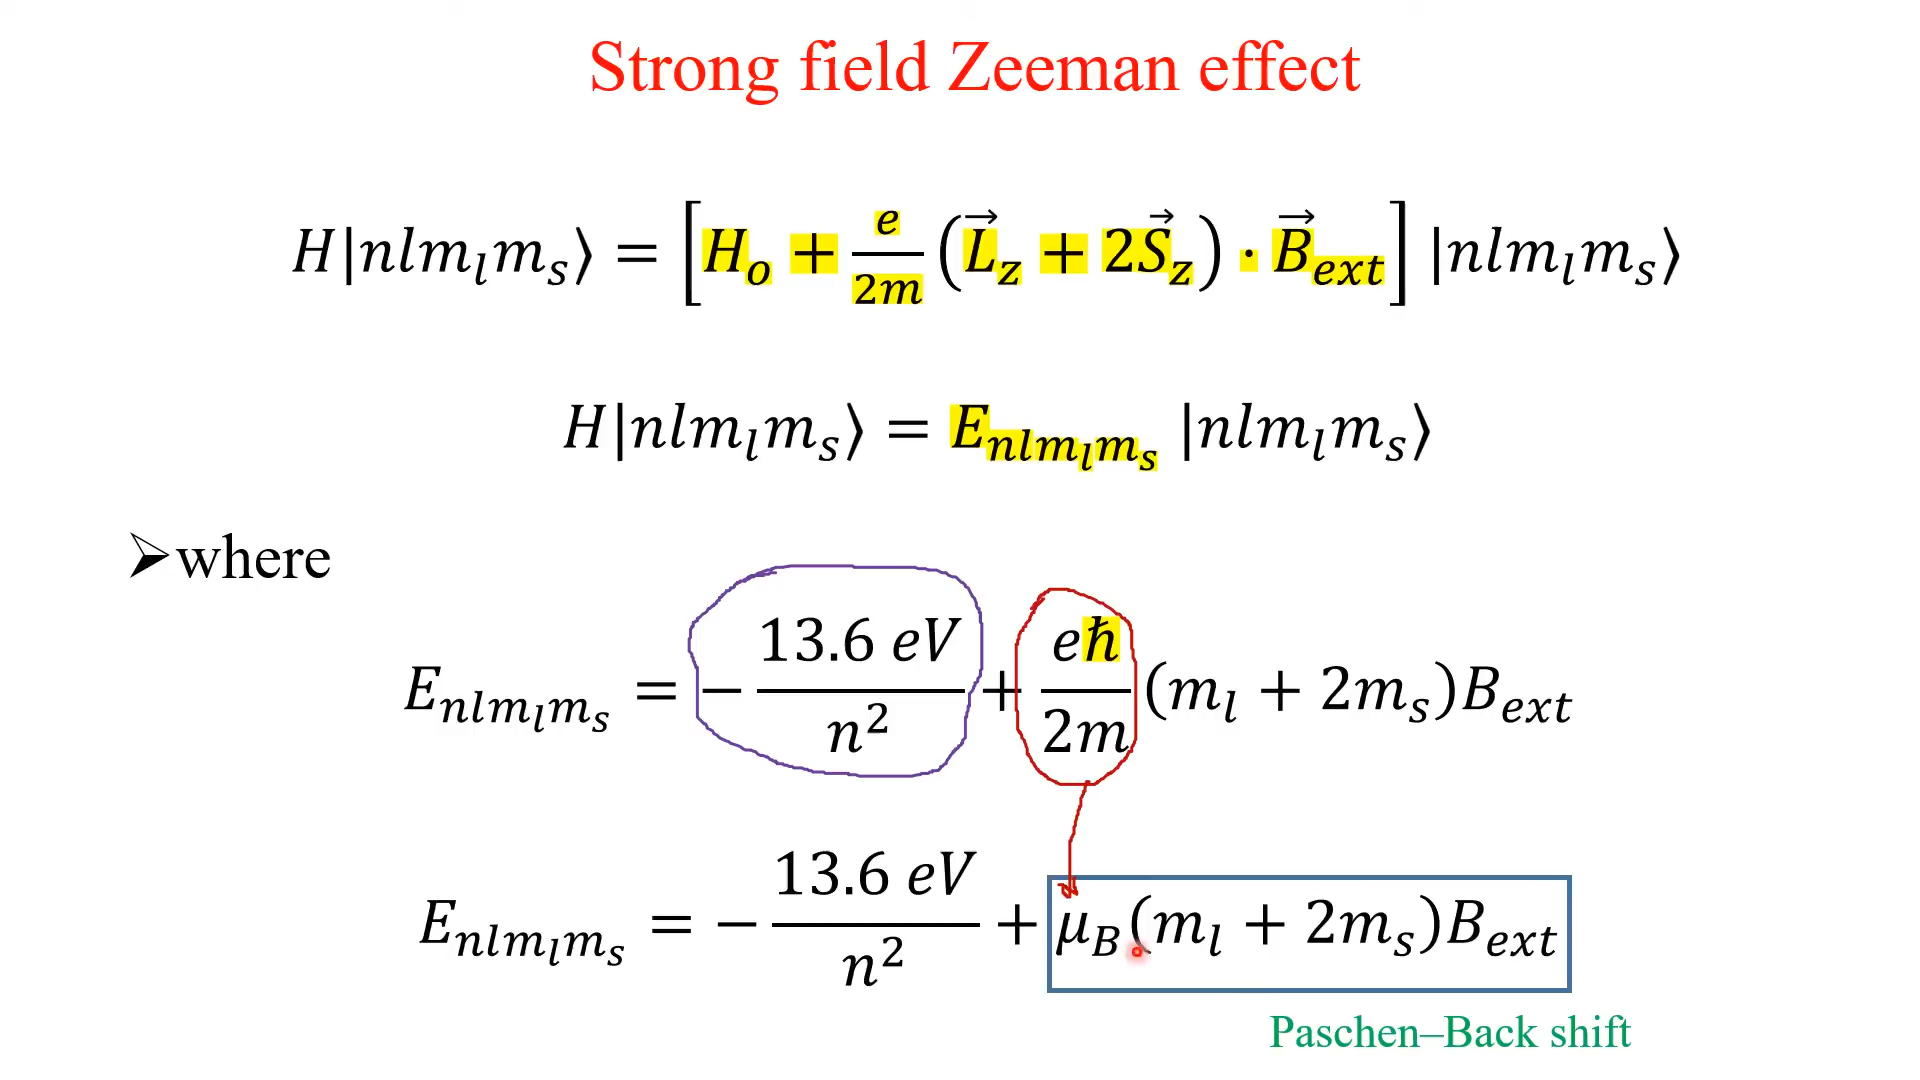 Strong field Zeeman effect
H|nlm_l m_s⟩ = [H_o + e/2m (L⃗_z + 2S⃗_z) · B⃗_ext] |nlm_l m_s⟩
H|nlm_l m_s⟩ = E_{nlm_l m_s} |nlm_l m_s⟩
➢where
E_{nlm_l m_s} = − 13.6 eV/n² + eℏ/2m (m_l + 2m_s)B_ext
E_{nlm_l m_s} = − 13.6 eV/n² + μ_B(m_l + 2m_s)B_ext
Paschen–Back shift